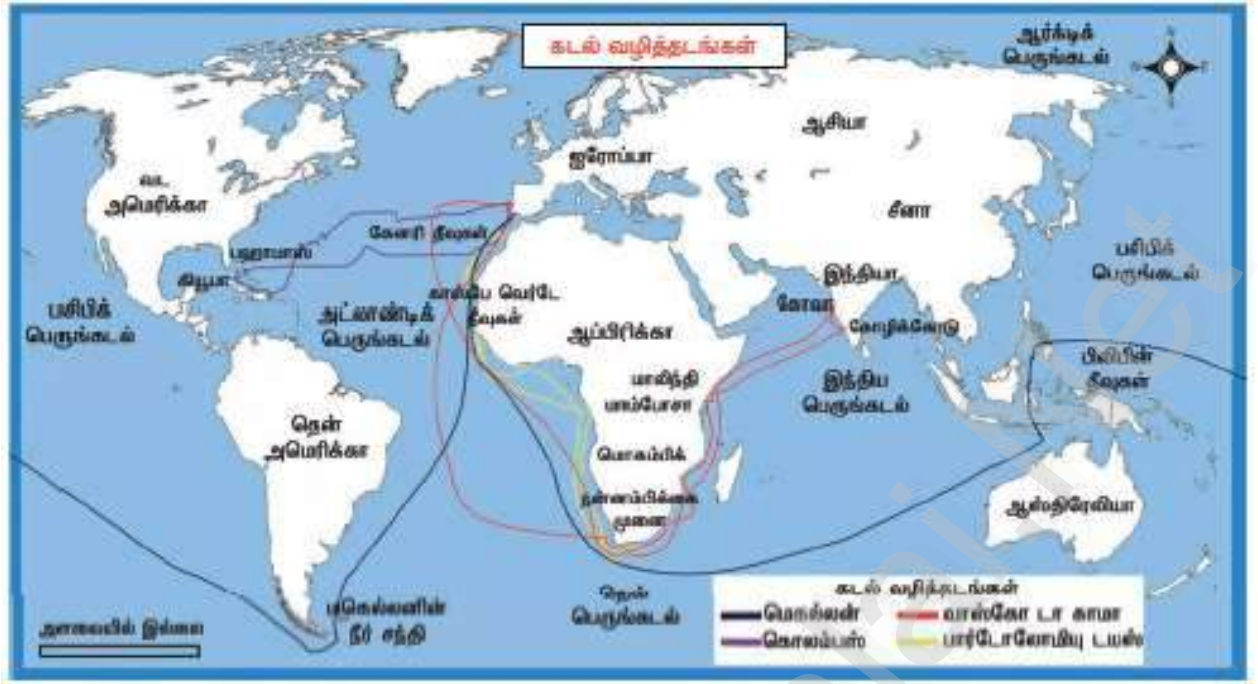 கடல் வழித்தடங்கள்
ஆர்க்டிக்
பெருங்கடல்
ஆசியா
ஐரோப்பா
வட
அமெரிக்கா
சீனா
கேனரி தீவுகள்
பஹாமாஸ்
கியூபா
பசிபிக்
பெருங்கடல்
இந்தியா
பசிபிக்
பெருங்கடல்
கால்பே வெர்டே
தீவுகள்
அட்லாண்டிக்
பெருங்கடல்
கோவா
கோழிக்கோடு
ஆப்பிரிக்கா
பிலிபின்
தீவுகள்
மாலிந்தி
மாம்போசா
இந்திய
பெருங்கடல்
தென்
அமெரிக்கா
மொசும்பிக்
நன்னம்பிக்கை
முனை
ஆஸ்திரேலியா
தென்
பெருங்கடல்
மகெல்லனின்
நீர் சந்தி
அளவையில் இல்லை
கடல் வழித்தடங்கள்
மெகல்லன்
வாஸ்கோ டா காமா
கொலம்பஸ்
பார்டோலோமியு டயஸ்